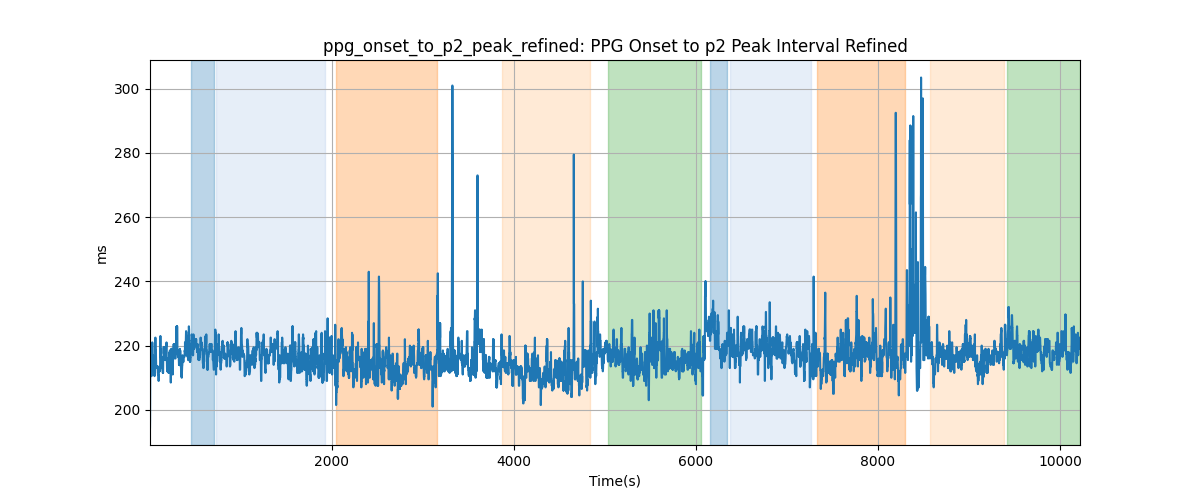 ppg_onset_to_p2_peak_refined: PPG Onset to p2 Peak Interval Refined
300
280
260
240
220
200
ms
2000 4000 6000 8000 10000
Time(s)